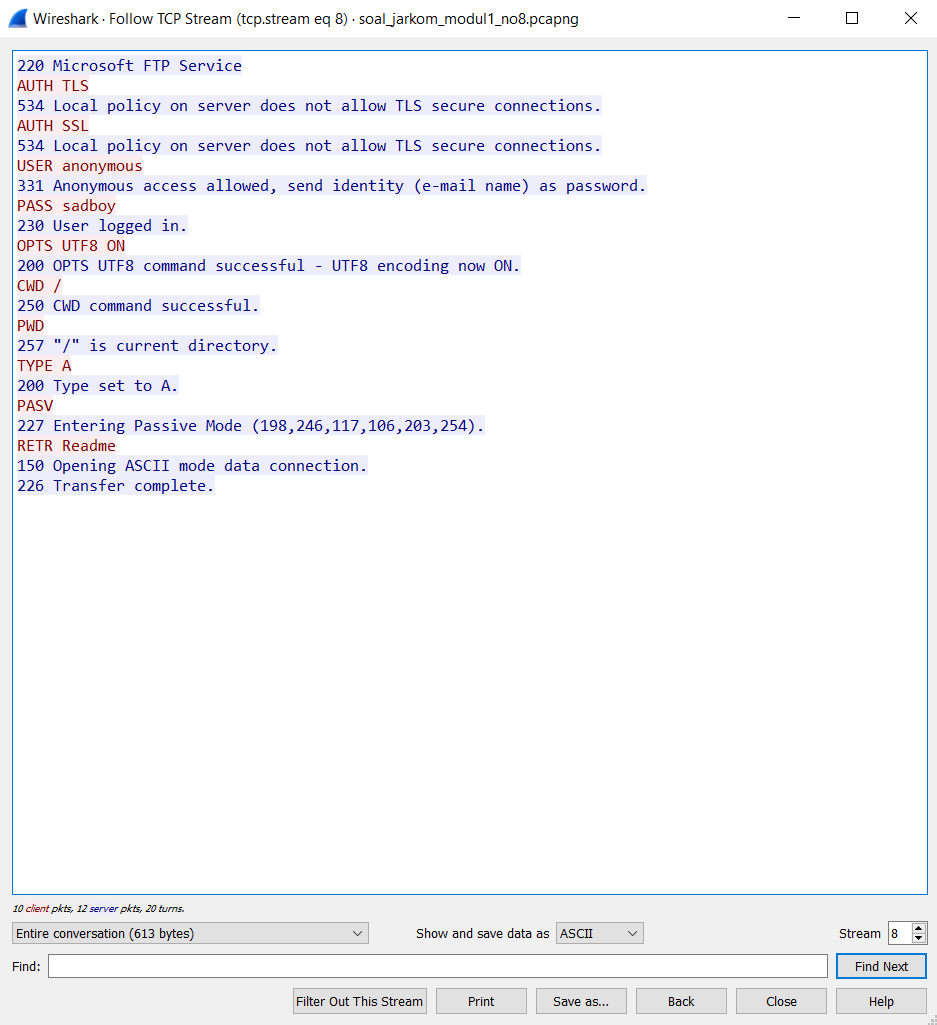 Wireshark · Follow TCP Stream (tcp.stream eq 8) · soal_jarkom_modul1_no8.pcapng
220 Microsoft FTP Service
AUTH TLS
534 Local policy on server does not allow TLS secure connections.
AUTH SSL
534 Local policy on server does not allow TLS secure connections.
USER anonymous
331 Anonymous access allowed, send identity (e-mail name) as password.
PASS sadboy
230 User logged in.
OPTS UTF8 ON
200 OPTS UTF8 command successful - UTF8 encoding now ON.
CWD /
250 CWD command successful.
PWD
257 "/" is current directory.
TYPE A
200 Type set to A.
PASV
227 Entering Passive Mode (198,246,117,106,203,254).
RETR Readme
150 Opening ASCII mode data connection.
226 Transfer complete.
10 client pkts, 12 server pkts, 20 turns.
Entire conversation (613 bytes) Show and save data as ASCII Stream 8
Find: Find Next
Filter Out This Stream Print Save as... Back Close Help